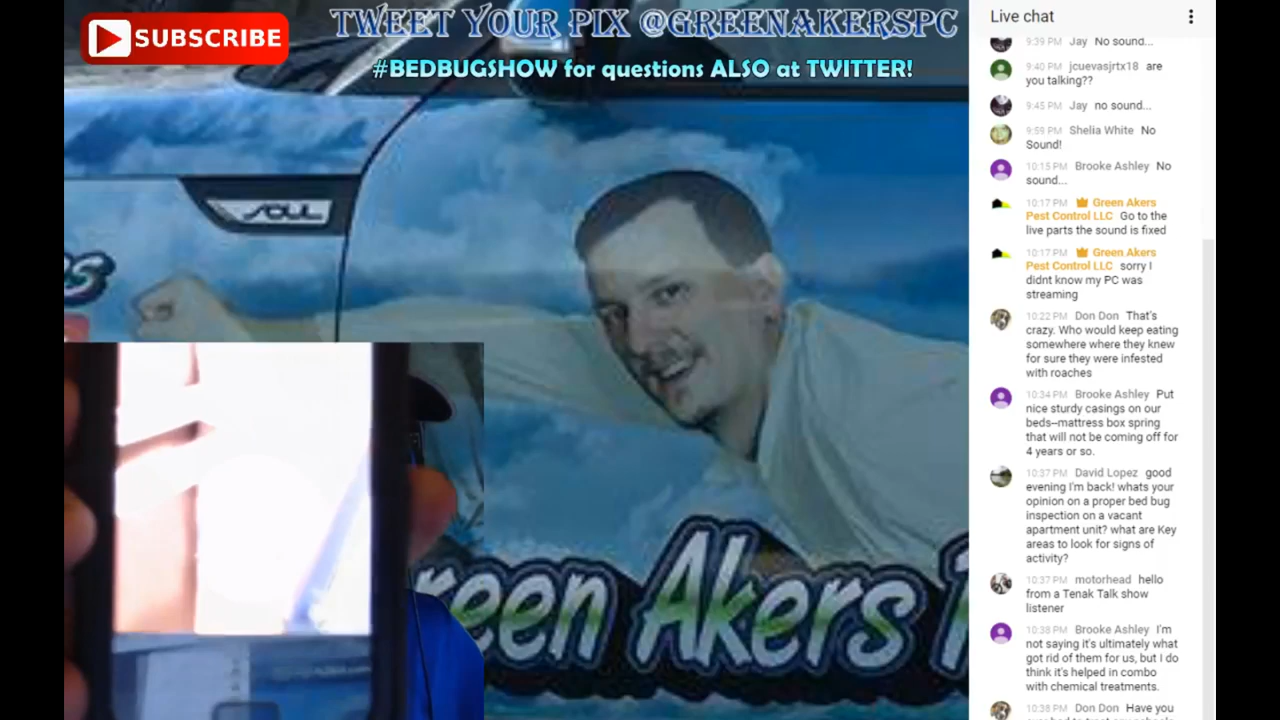 SUBSCRIBE
TWEET YOUR PIX @GREENAKERSPC
#BEDBUGSHOW for questions ALSO at TWITTER!
SOUL
reen Akers
Live chat
9:39 PM Jay No sound...
9:40 PM jcuevasjrtx18 are
you talking??
9:45 PM Jay no sound...
9:59 PM Shelia White No
Sound!
10:15 PM Brooke Ashley No
sound...
10:17 PM Green Akers
Pest Control LLC Go to the
live parts the sound is fixed
10:17 PM Green Akers
Pest Control LLC sorry I
didnt know my PC was
streaming
10:22 PM Don Don That's
crazy. Who would keep eating
somewhere where they knew
for sure they were infested
with roaches
10:34 PM Brooke Ashley Put
nice sturdy casings on our
beds--mattress box spring
that will not be coming off for
4 years or so.
10:37 PM David Lopez good
evening I'm back! whats your
opinion on a proper bed bug
inspection on a vacant
apartment unit? what are Key
areas to look for signs of
activity?
10:37 PM motorhead hello
from a Tenak Talk show
listener
10:38 PM Brooke Ashley I'm
not saying it's ultimately what
got rid of them for us, but I do
think it's helped in combo
with chemical treatments.
10:38 PM Don Don Have you